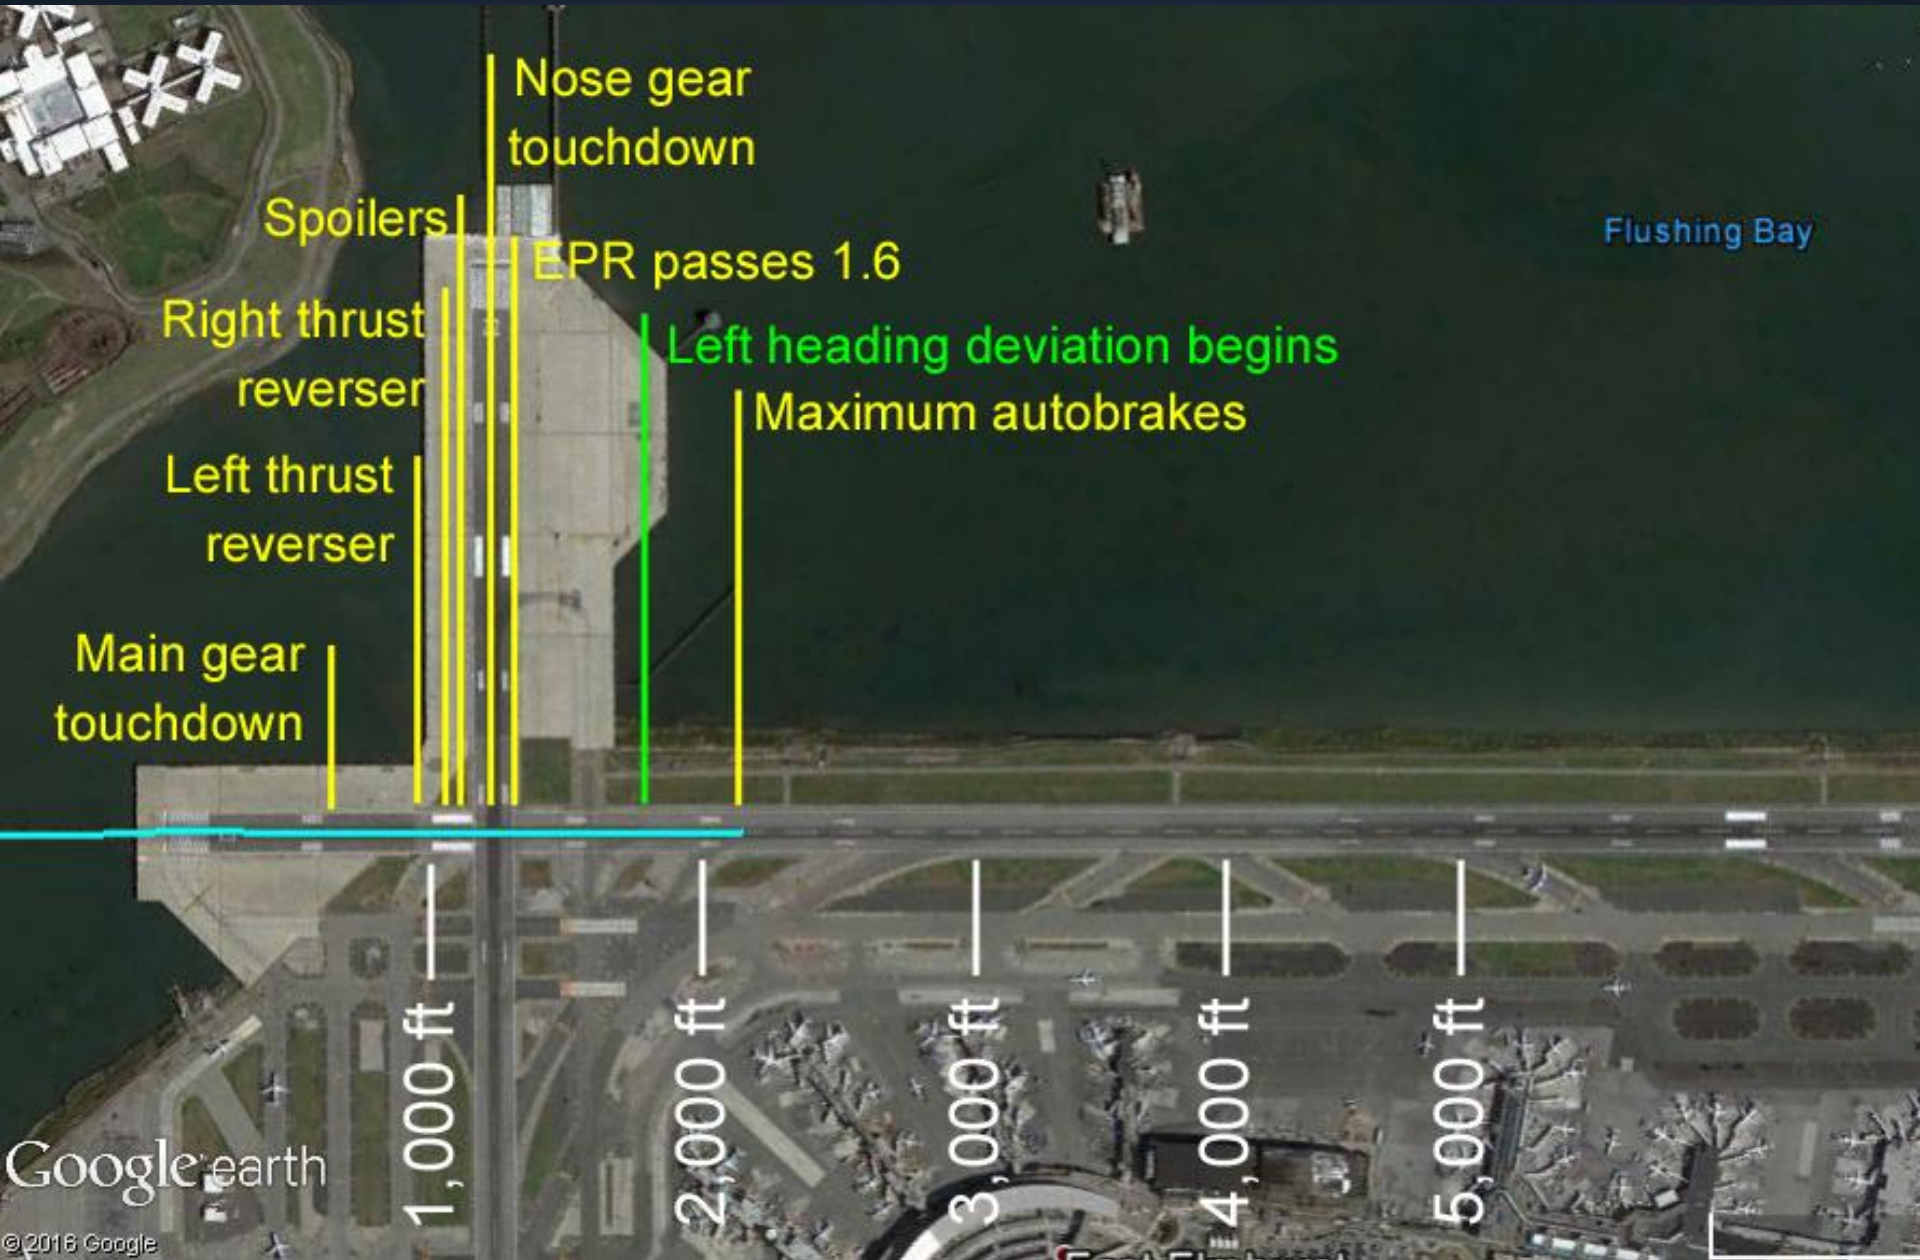 Nose gear
touchdown
Spoilers
EPR passes 1.6
Flushing Bay
Right thrust
reverser
Left heading deviation begins
Maximum autobrakes
Left thrust
reverser
Main gear
touchdown
1,000 ft
2,000 ft
3,000 ft
4,000 ft
5,000 ft
Google earth
© 2016 Google